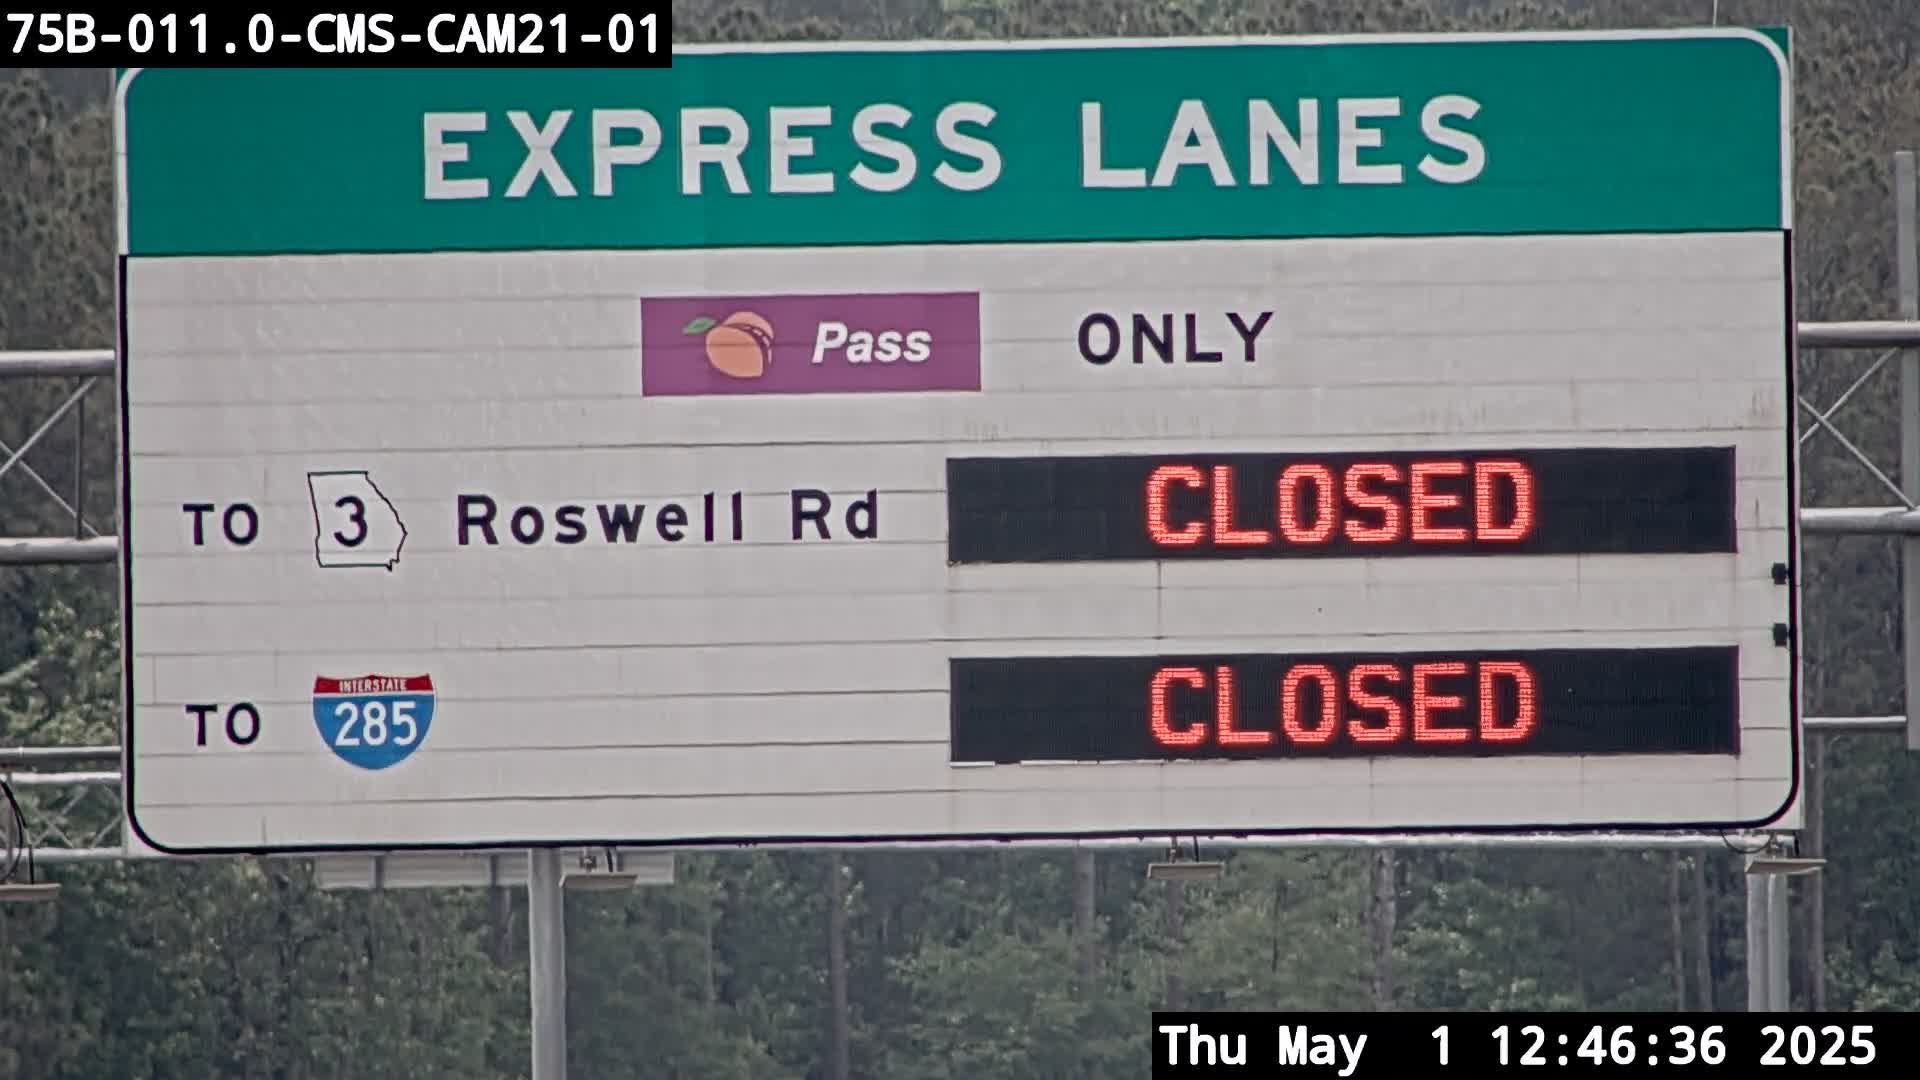 75B-011.0-CMS-CAM21-01
EXPRESS LANES
Pass ONLY
TO 3 Roswell Rd CLOSED
TO INTERSTATE 285 CLOSED
Thu May 1 12:46:36 2025